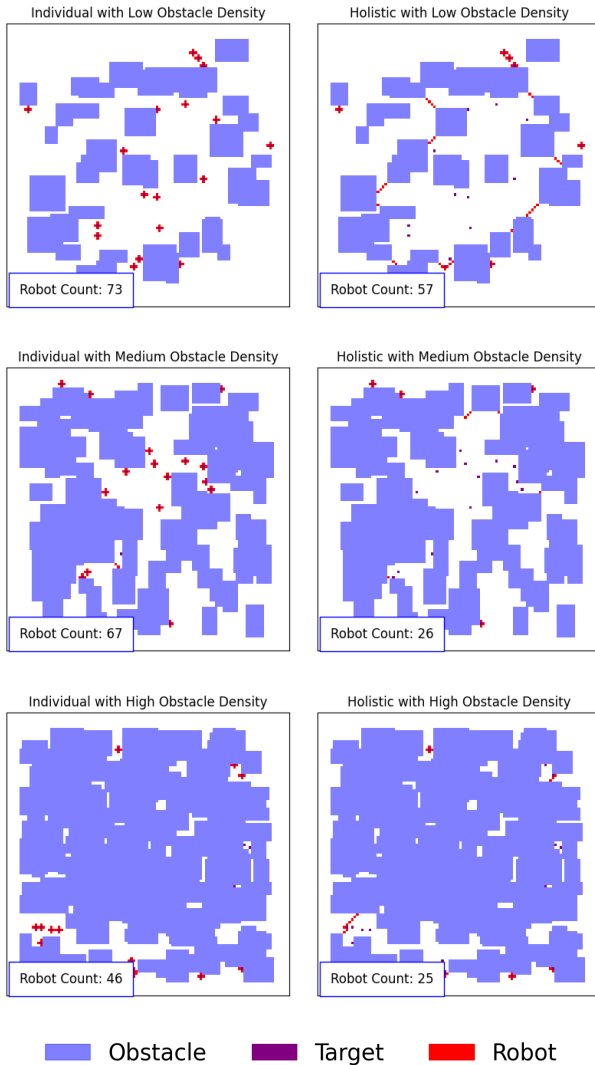 Individual with Low Obstacle Density
Holistic with Low Obstacle Density
Robot Count: 73
Robot Count: 57
Individual with Medium Obstacle Density
Holistic with Medium Obstacle Density
Robot Count: 67
Robot Count: 26
Individual with High Obstacle Density
Holistic with High Obstacle Density
Robot Count: 46
Robot Count: 25
Obstacle
Target
Robot